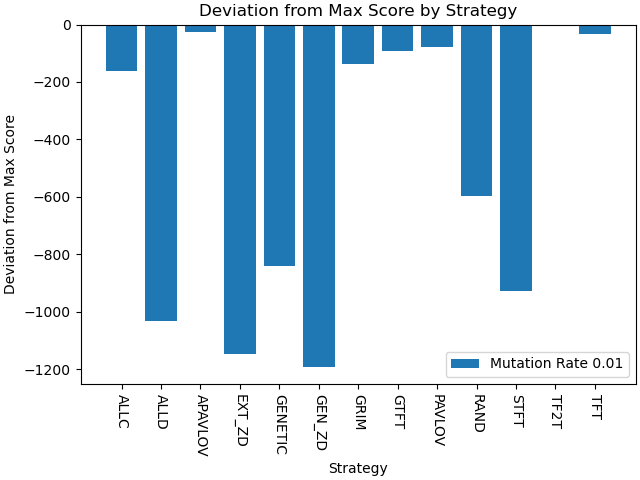 Deviation from Max Score by Strategy
Deviation from Max Score
0
−200
−400
−600
−800
−1000
−1200
Mutation Rate 0.01
ALLC
ALLD
APAVLOV
EXT_ZD
GENETIC
GEN_ZD
GRIM
GTFT
PAVLOV
RAND
STFT
TF2T
TFT
Strategy